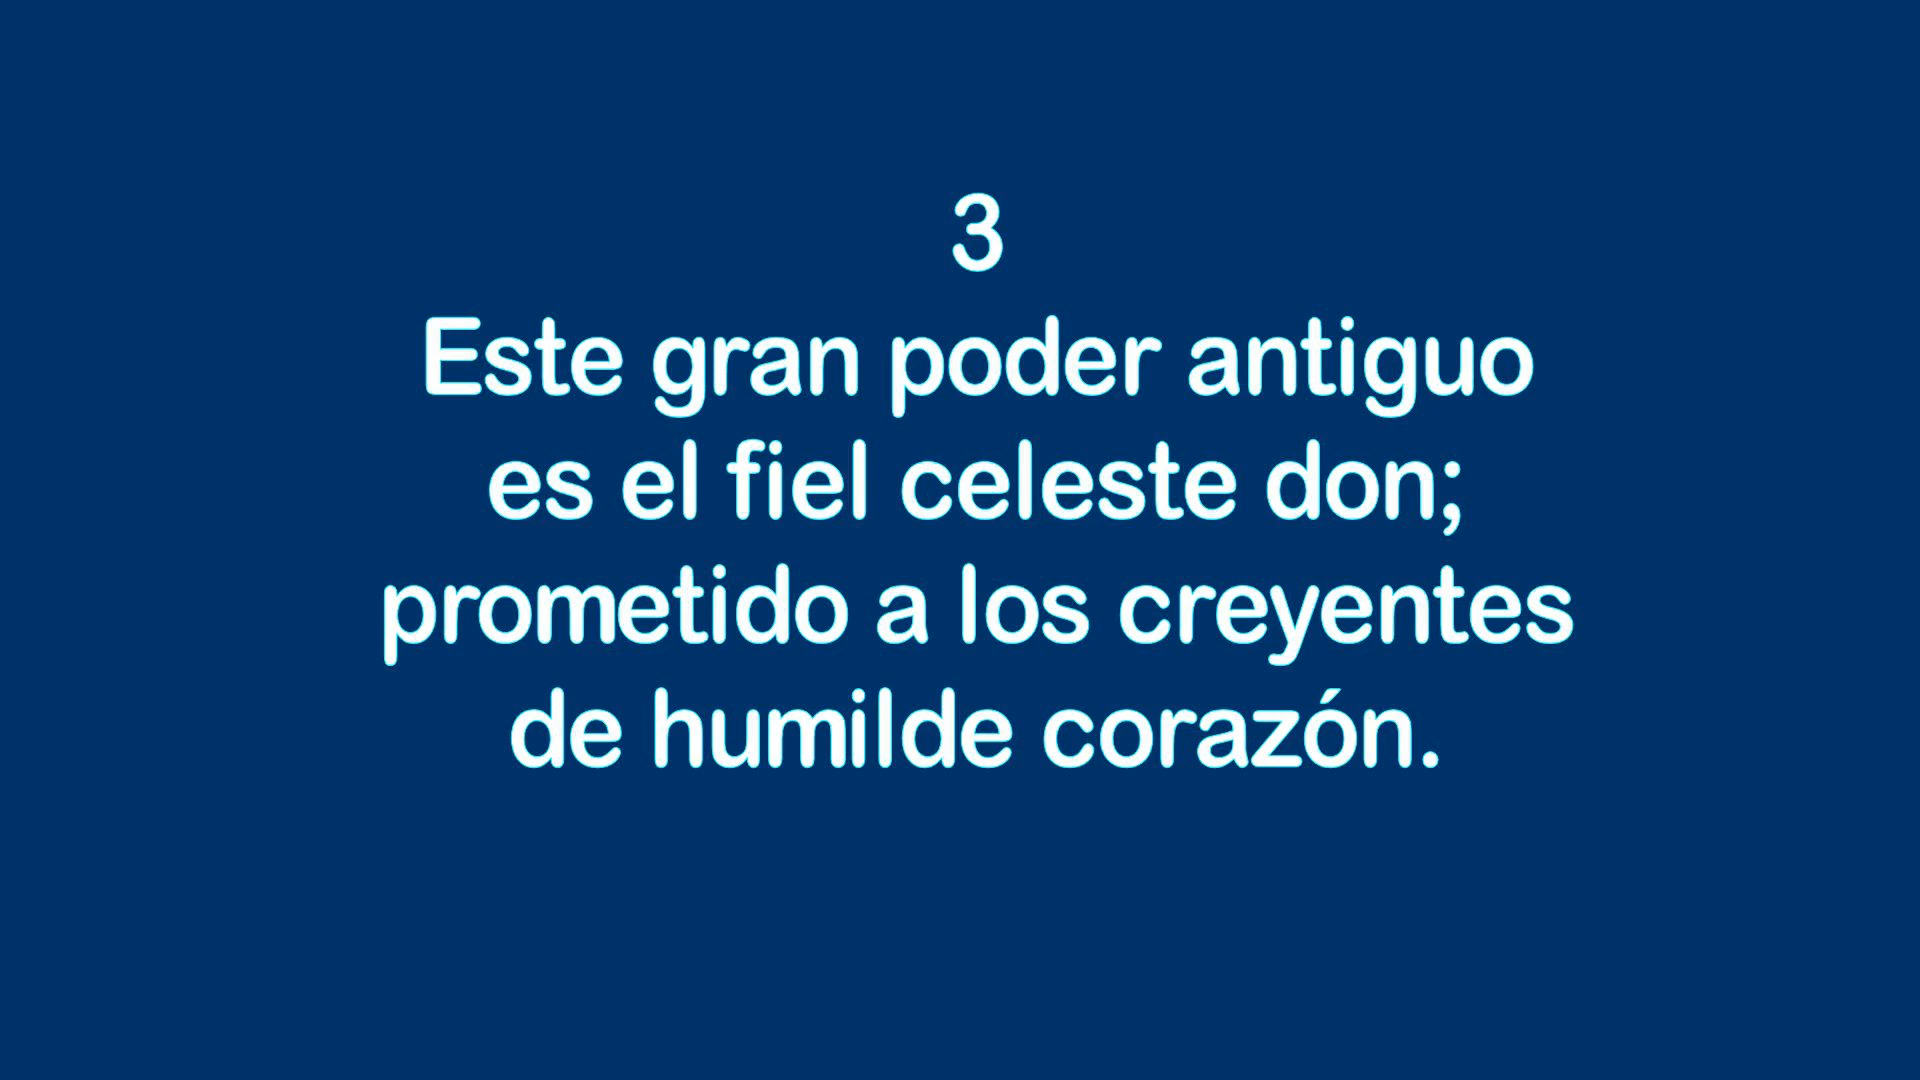 3
Este gran poder antiguo
es el fiel celeste don;
prometido a los creyentes
de humilde corazón.